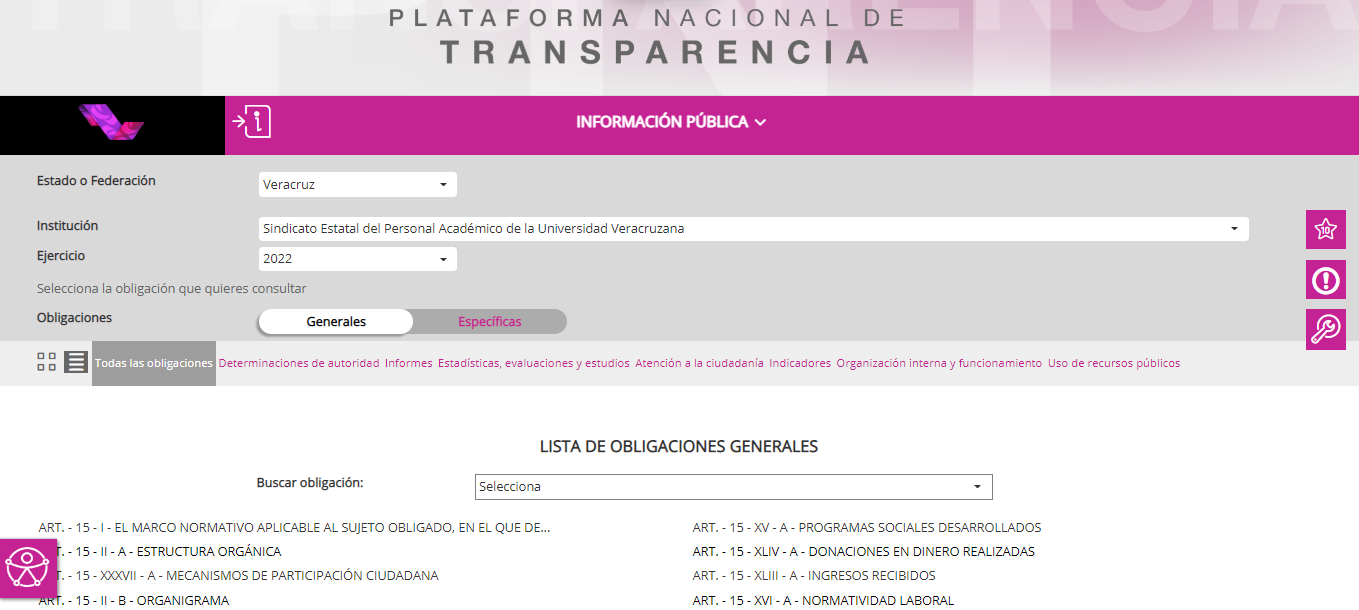 PLATAFORMA NACIONAL DE
TRANSPARENCIA
INFORMACIÓN PÚBLICA
Estado o Federación
Veracruz
Institución
Sindicato Estatal del Personal Académico de la Universidad Veracruzana
Ejercicio
2022
Selecciona la obligación que quieres consultar
Obligaciones
Generales
Específicas
10
Todas las obligaciones Determinaciones de autoridad Informes Estadísticas, evaluaciones y estudios Atención a la ciudadanía Indicadores Organización interna y funcionamiento Uso de recursos públicos
LISTA DE OBLIGACIONES GENERALES
Buscar obligación:
Selecciona
ART. - 15 - I - EL MARCO NORMATIVO APLICABLE AL SUJETO OBLIGADO, EN EL QUE DE...
T. - 15 - II - A - ESTRUCTURA ORGÁNICA
T. - 15 - XXXVII - A - MECANISMOS DE PARTICIPACIÓN CIUDADANA
ART. - 15 - II - B - ORGANIGRAMA
ART. - 15 - XV - A - PROGRAMAS SOCIALES DESARROLLADOS
ART. - 15 - XLIV - A - DONACIONES EN DINERO REALIZADAS
ART. - 15 - XLIII - A - INGRESOS RECIBIDOS
ART. - 15 - XVI - A - NORMATIVIDAD LABORAL